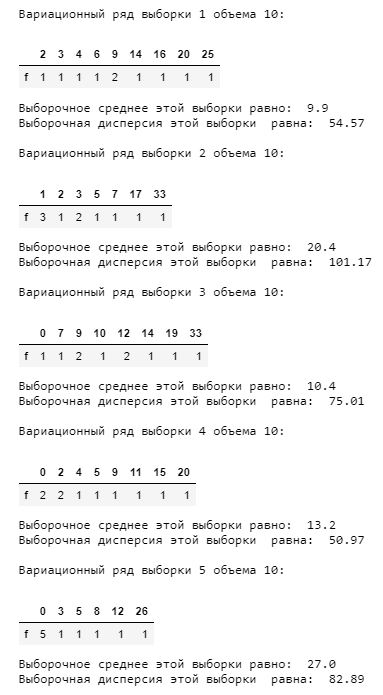 Вариационный ряд выборки 1 объема 10:
2 3 4 6 9 14 16 20 25
f 1 1 1 1 2 1 1 1 1
Выборочное среднее этой выборки равно: 9.9
Выборочная дисперсия этой выборки равна: 54.57
Вариационный ряд выборки 2 объема 10:
1 2 3 5 7 17 33
f 3 1 2 1 1 1 1
Выборочное среднее этой выборки равно: 20.4
Выборочная дисперсия этой выборки равна: 101.17
Вариационный ряд выборки 3 объема 10:
0 7 9 10 12 14 19 33
f 1 1 2 1 2 1 1 1
Выборочное среднее этой выборки равно: 10.4
Выборочная дисперсия этой выборки равна: 75.01
Вариационный ряд выборки 4 объема 10:
0 2 4 5 9 11 15 20
f 2 2 1 1 1 1 1 1
Выборочное среднее этой выборки равно: 13.2
Выборочная дисперсия этой выборки равна: 50.97
Вариационный ряд выборки 5 объема 10:
0 3 5 8 12 26
f 5 1 1 1 1 1
Выборочное среднее этой выборки равно: 27.0
Выборочная дисперсия этой выборки равна: 82.89